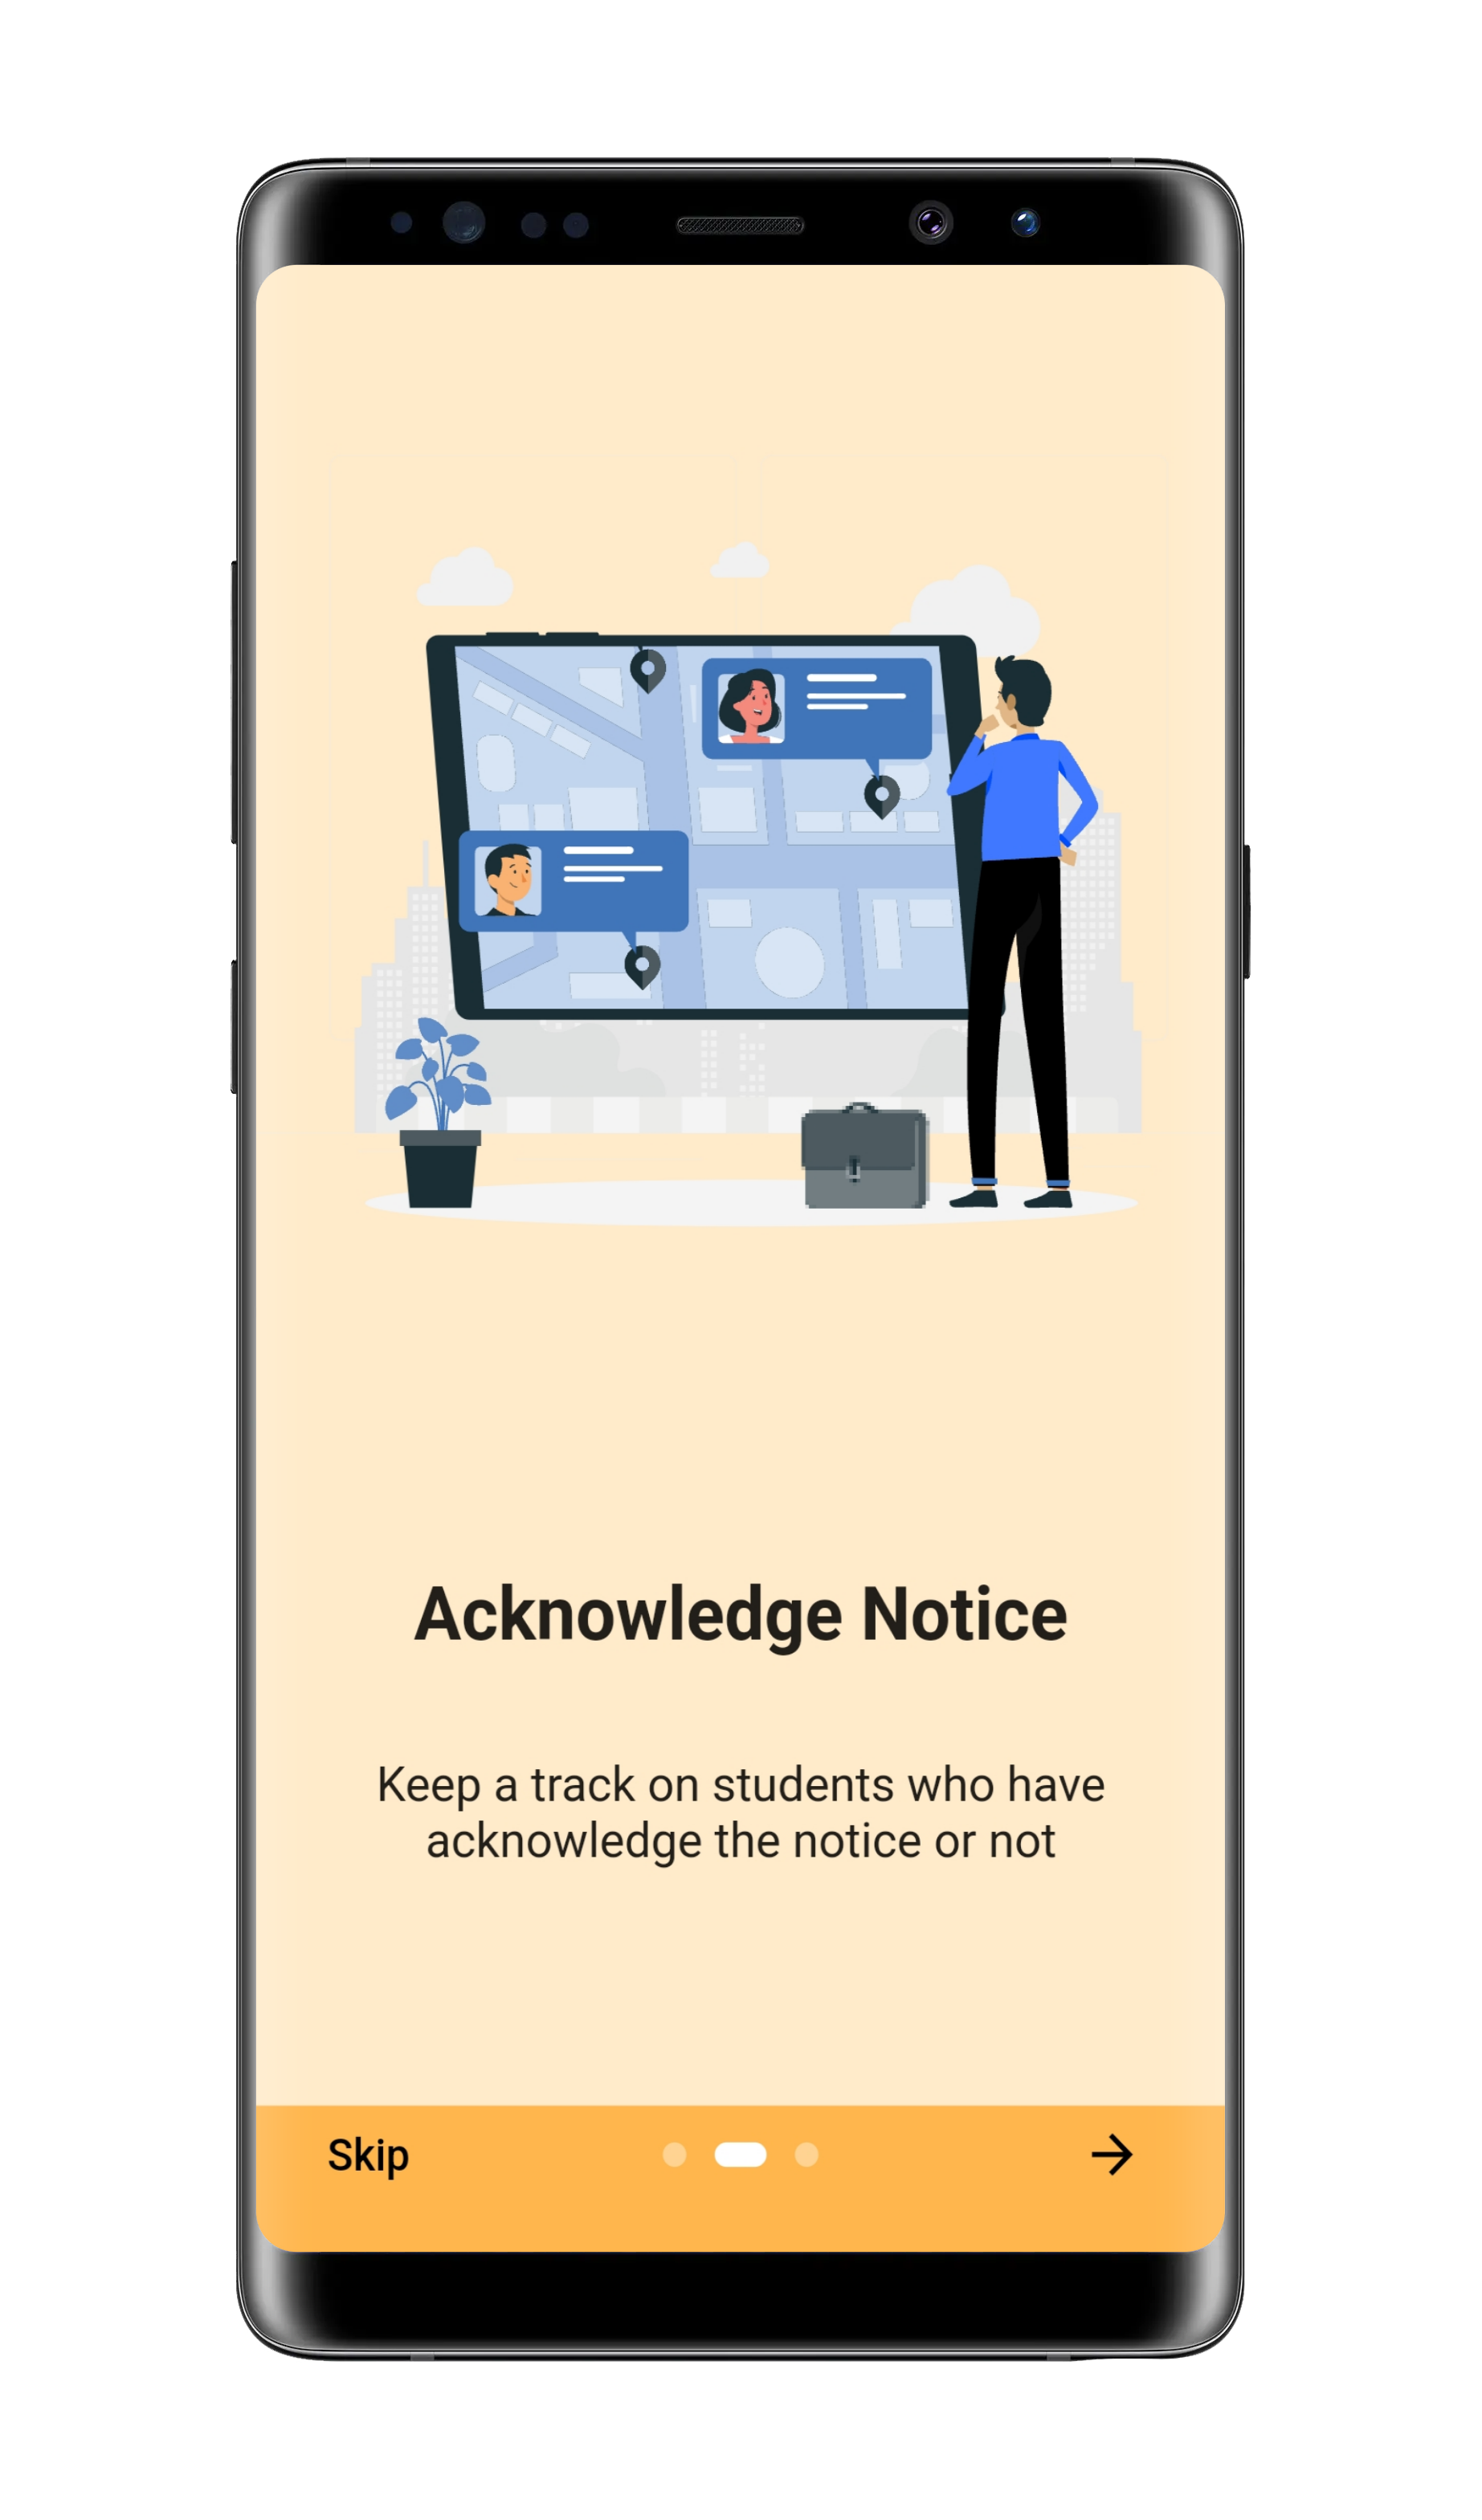 Acknowledge Notice
Keep a track on students who have
acknowledge the notice or not
Skip